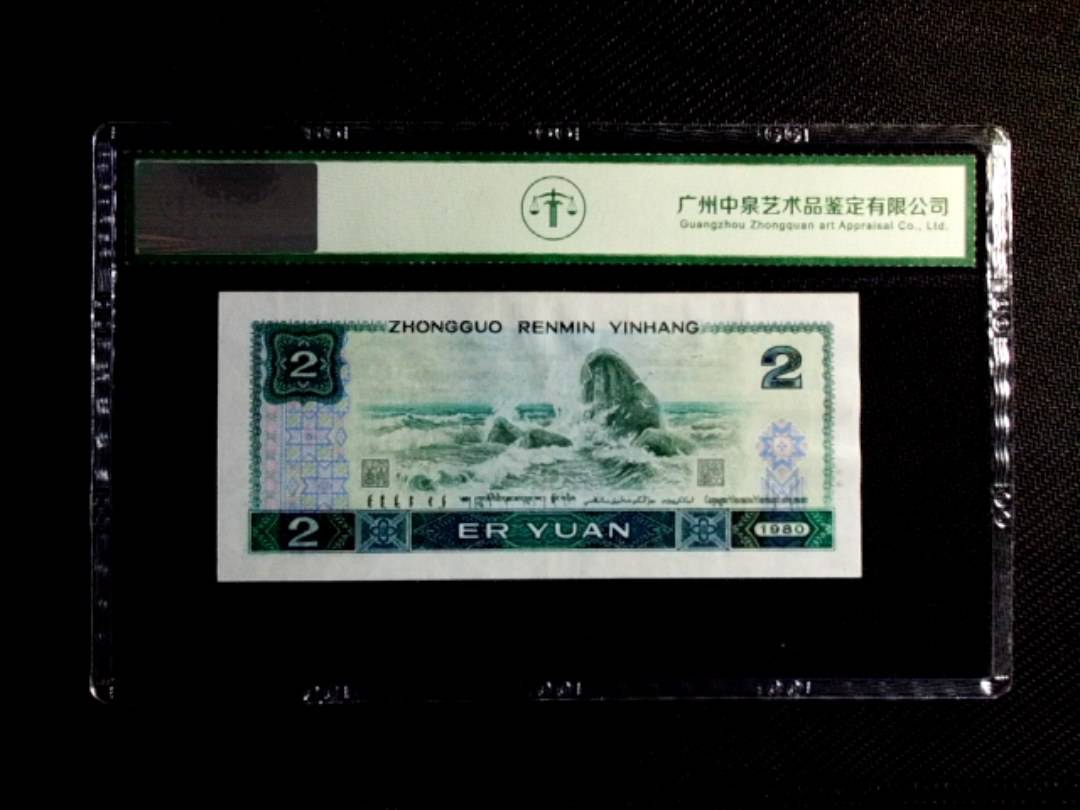 广州中泉艺术品鉴定有限公司
Guangzhou Zhongquan art Appraisal Co., Ltd.
ZHONGGUO RENMIN YINHANG
2
2
2
ER YUAN
1980